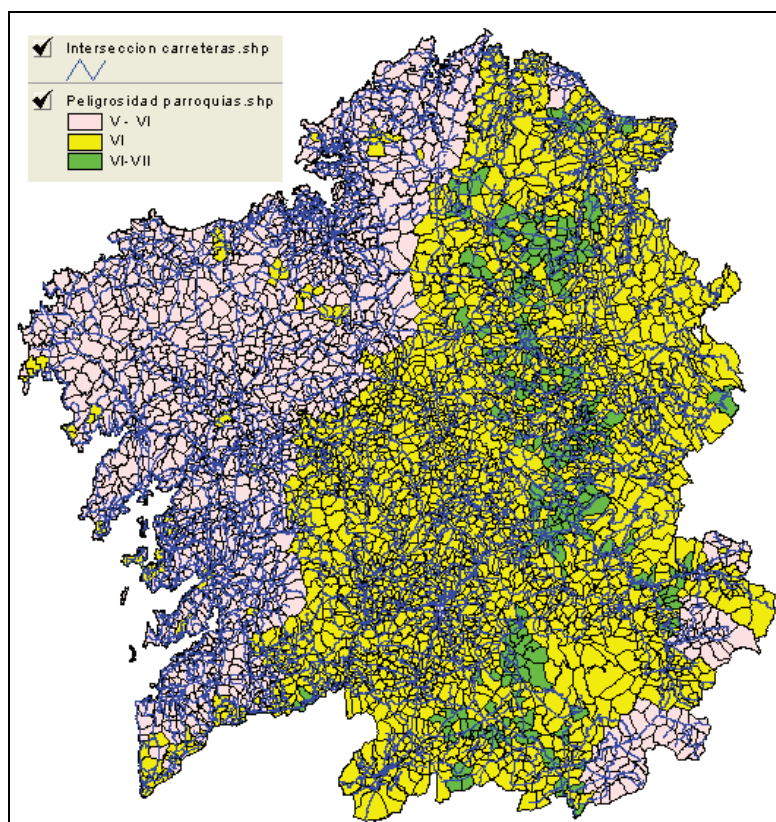 Interseccion carreteras.shp
Peligrosidad parroquias.shp
V - VI
VI
VI-VII